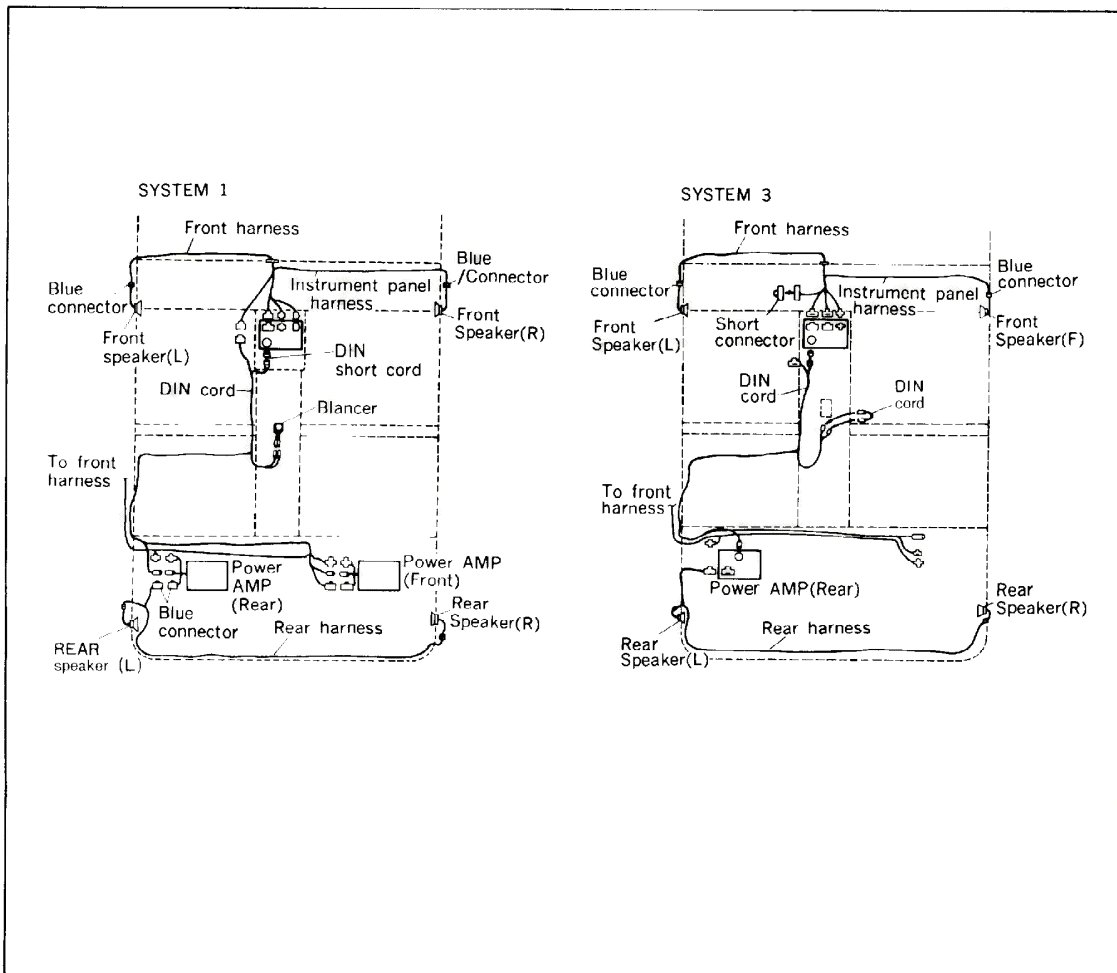 SYSTEM 1
Front harness
Blue
/Connector
Blue
connector
Instrument panel
harness
Front
speaker(L)
Front
Speaker(R)
DIN
short cord
DIN cord
Blancer
To front
harness
Power
AMP
(Rear)
Power AMP
(Front)
Blue
connector
Rear
Speaker(R)
Rear harness
REAR
speaker (L)
SYSTEM 3
Front harness
Blue
connector
Blue
connector
Instrument panel
harness
Front
Speaker(L)
Short
connector
Front
Speaker(F)
DIN
cord
DIN
cord
To front
harness
Power AMP(Rear)
Rear
Speaker(R)
Rear
Speaker(L)
Rear harness